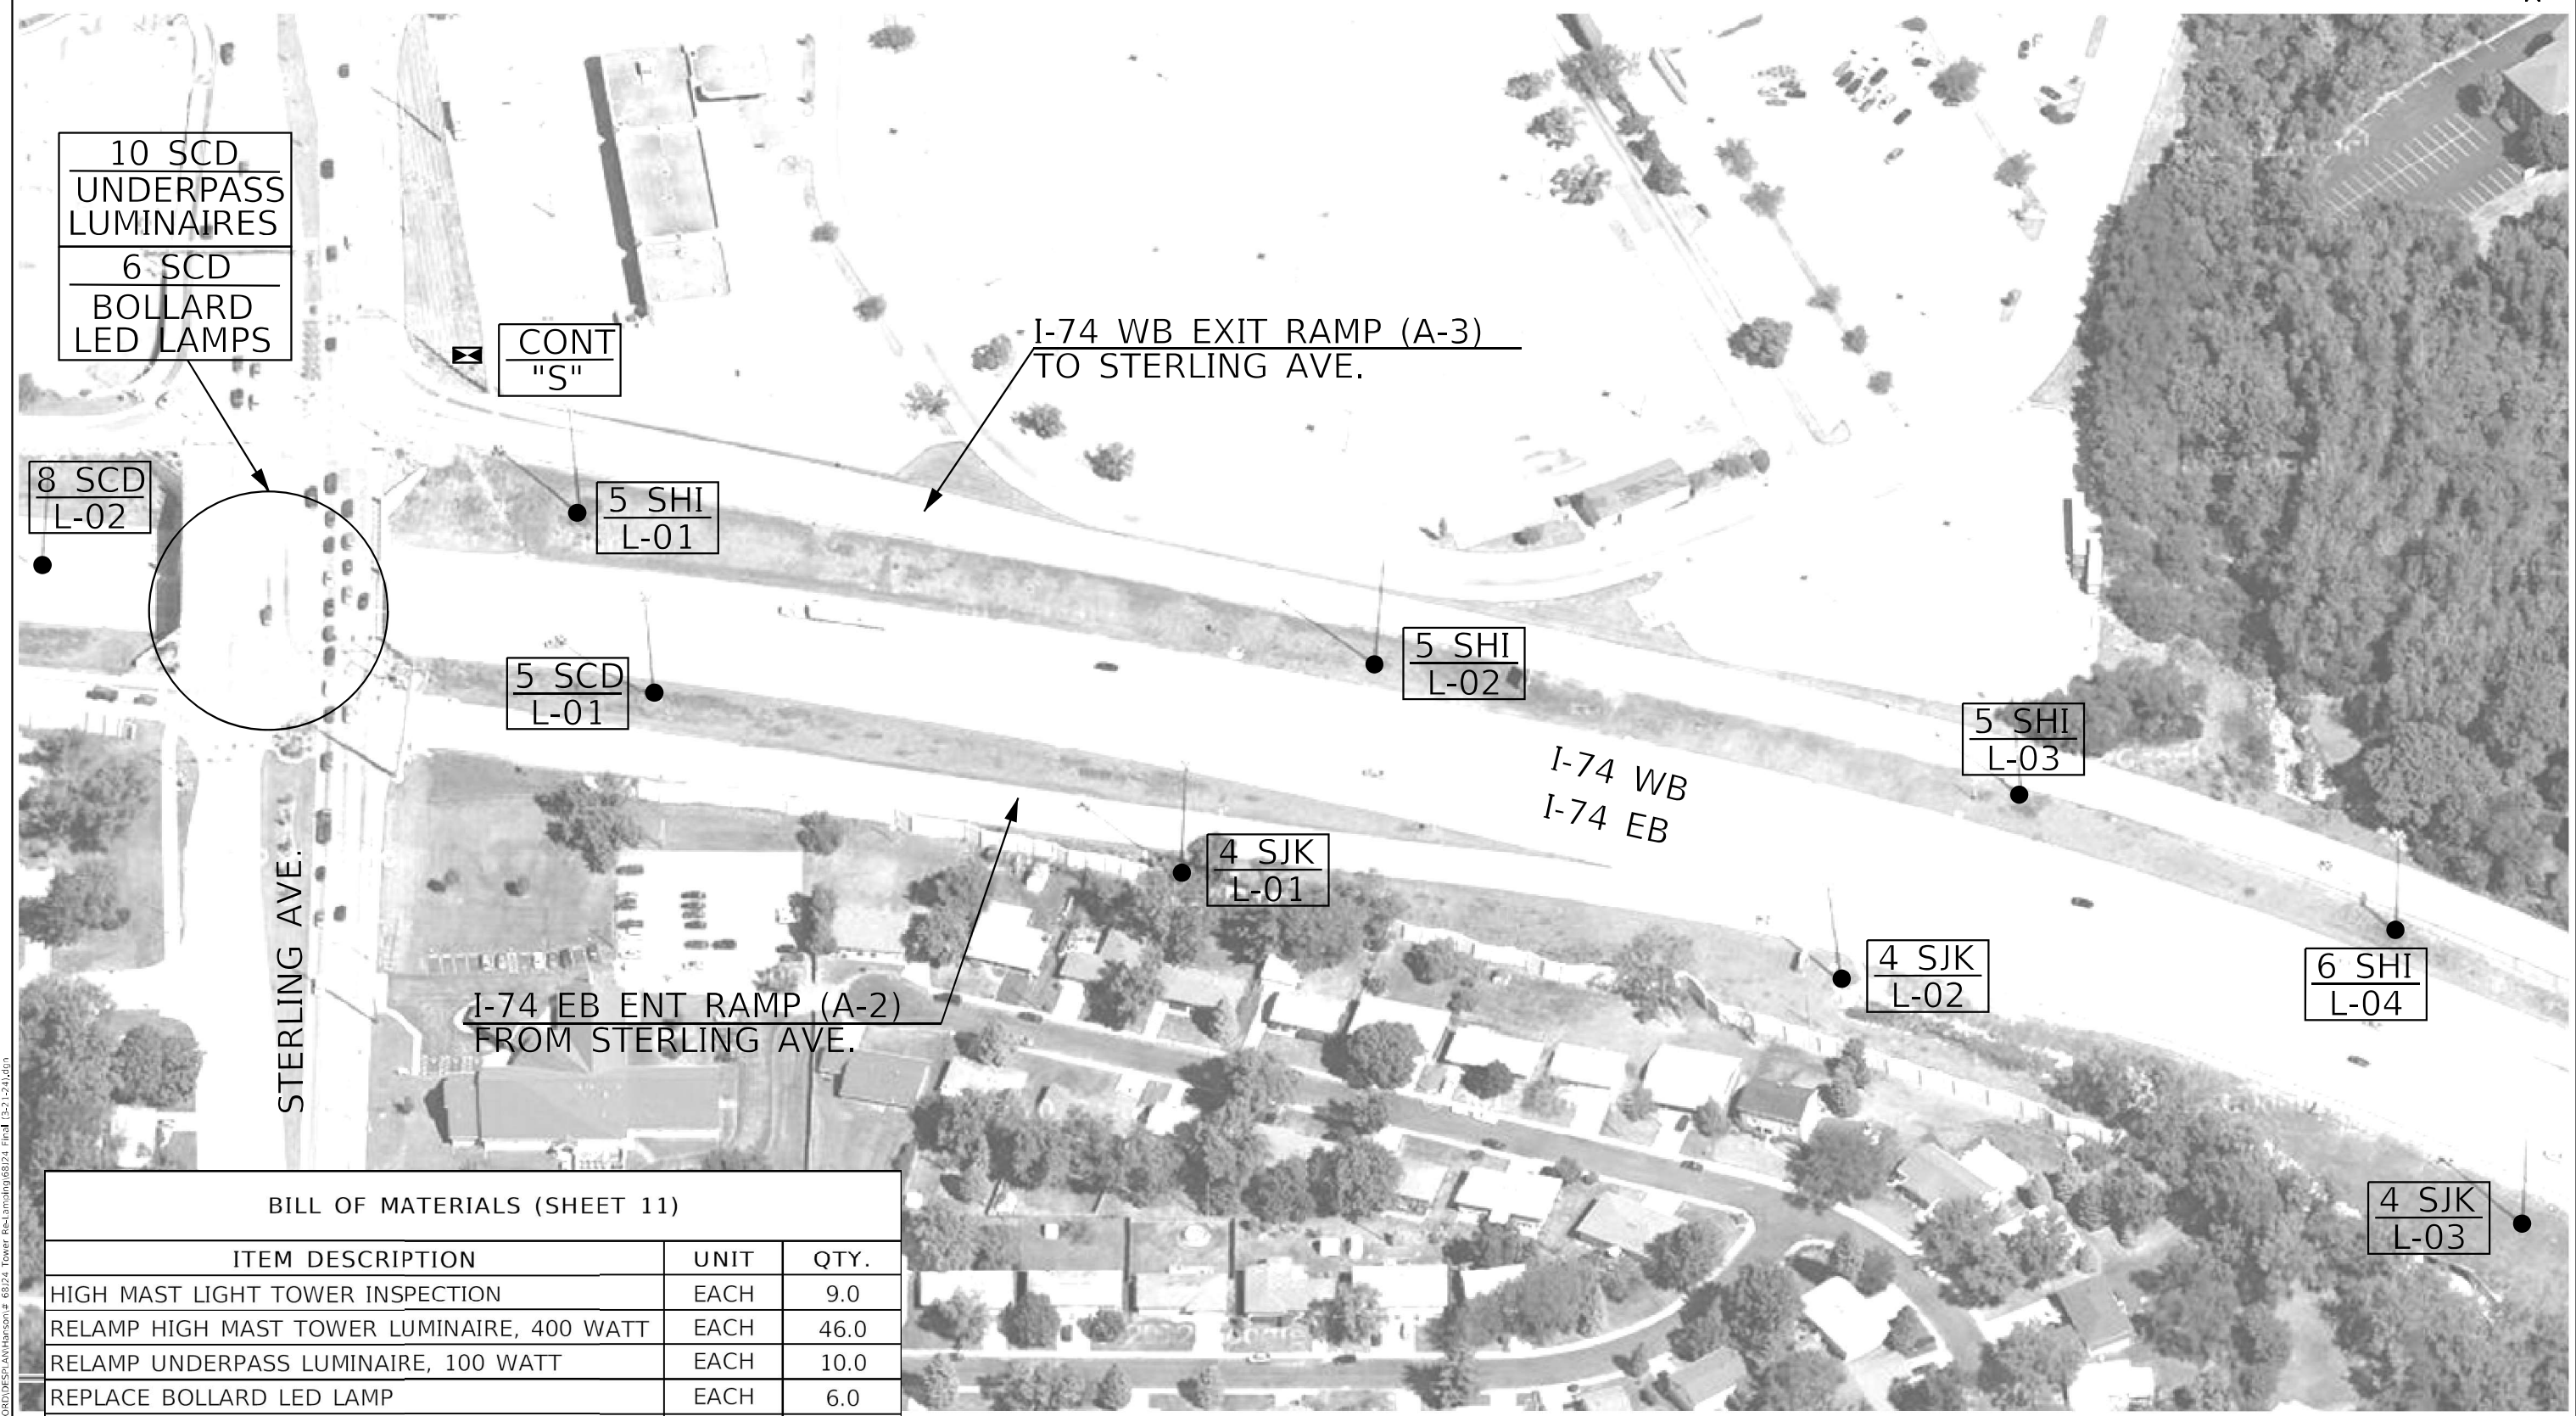 10 SCD
UNDERPASS
LUMINAIRES
6 SCD
BOLLARD
LED LAMPS
CONT
"S"
I-74 WB EXIT RAMP (A-3)
TO STERLING AVE.
8 SCD
L-02
5 SHI
L-01
5 SCD
L-01
5 SHI
L-02
5 SHI
L-03
I-74 WB
I-74 EB
4 SJK
L-01
4 SJK
L-02
6 SHI
L-04
STERLING AVE.
I-74 EB ENT RAMP (A-2)
FROM STERLING AVE.
4 SJK
L-03
BILL OF MATERIALS (SHEET 11)
ITEM DESCRIPTION UNIT QTY.
HIGH MAST LIGHT TOWER INSPECTION EACH 9.0
RELAMP HIGH MAST TOWER LUMINAIRE, 400 WATT EACH 46.0
RELAMP UNDERPASS LUMINAIRE, 100 WATT EACH 10.0
REPLACE BOLLARD LED LAMP EACH 6.0